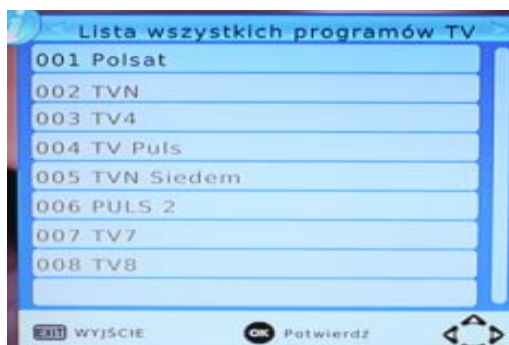 Lista wszystkich programów TV
001 Polsat
002 TVN
003 TV4
004 TV Puls
005 TVN Siedem
006 PULS 2
007 TV7
008 TV8
EXIT WYJŚCIE OK Potwierdź